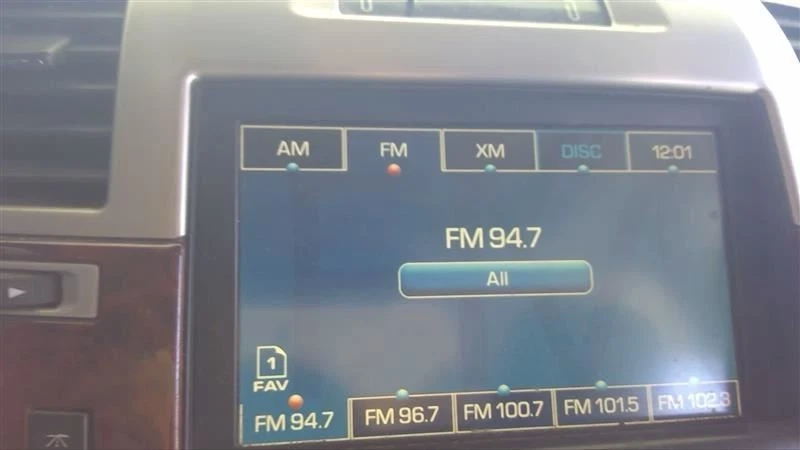 AM FM XM DISC 12:01
FM 94.7
All
1
FAV
FM 94.7 FM 96.7 FM 100.7 FM 101.5 FM 102.3